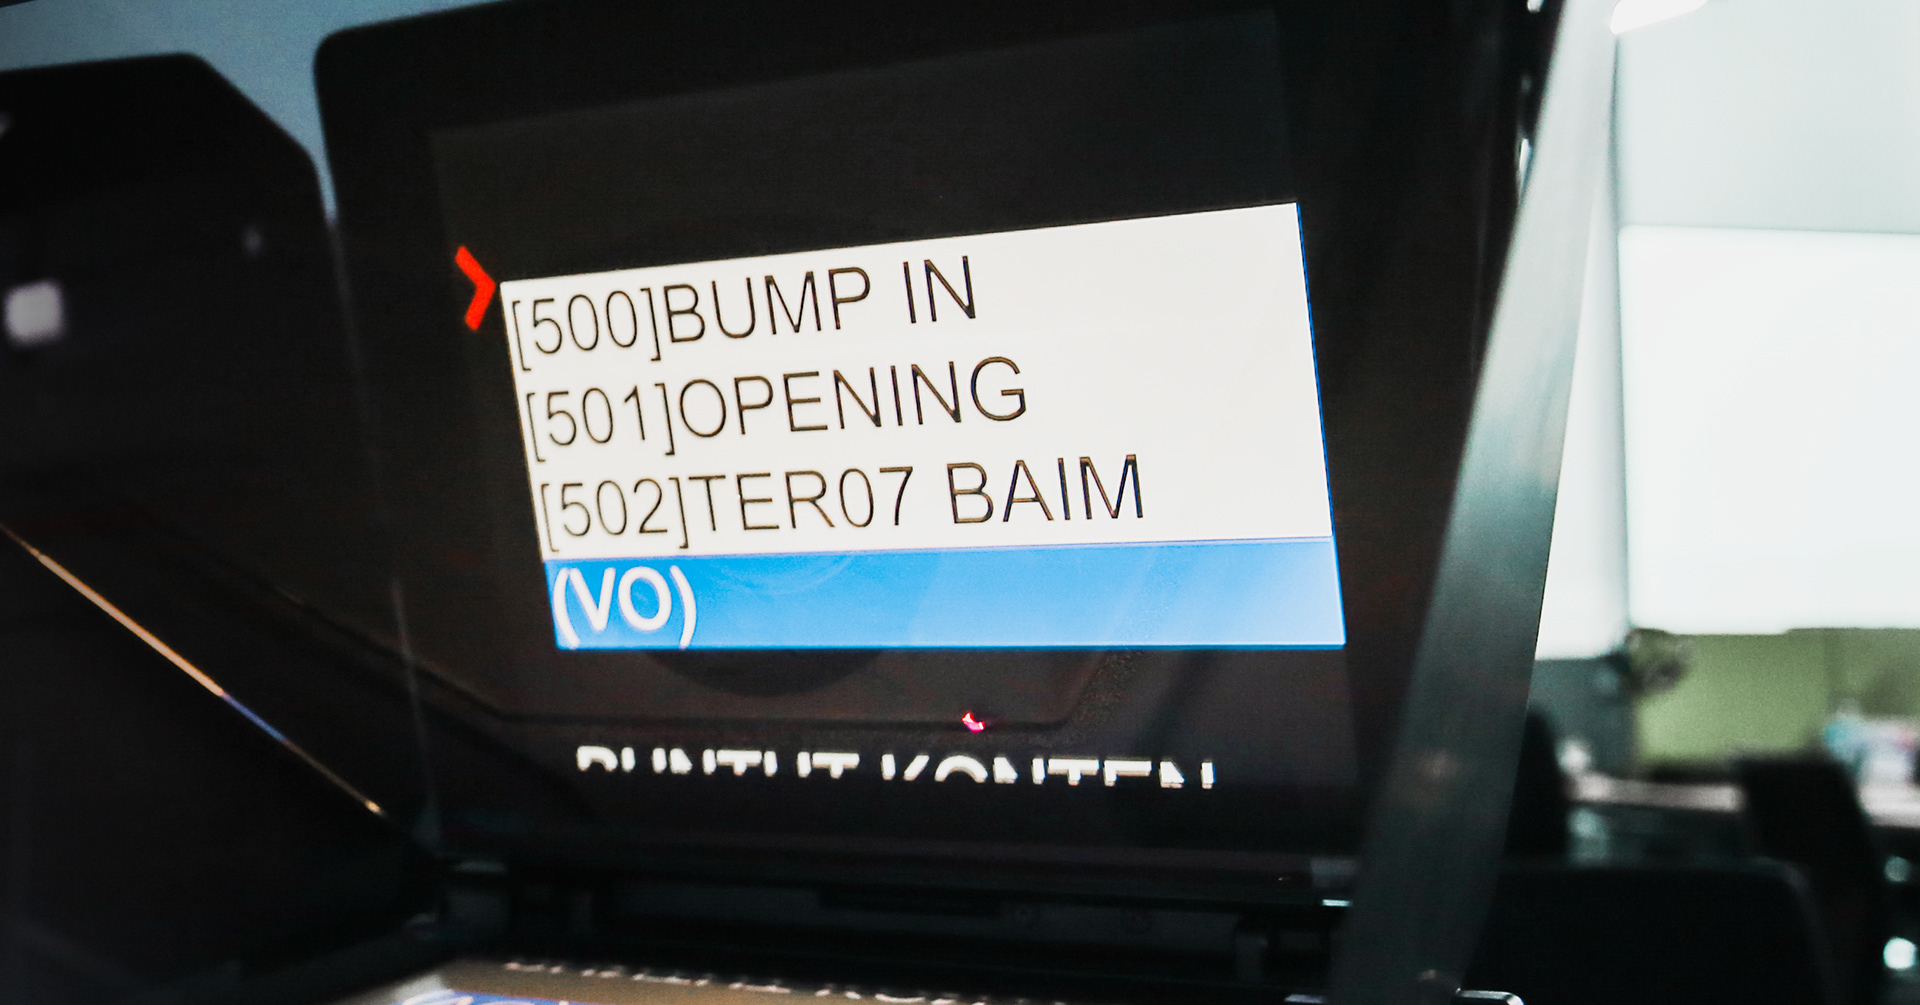 [500]BUMP IN
[501]OPENING
[502]TER07 BAIM
(VO)